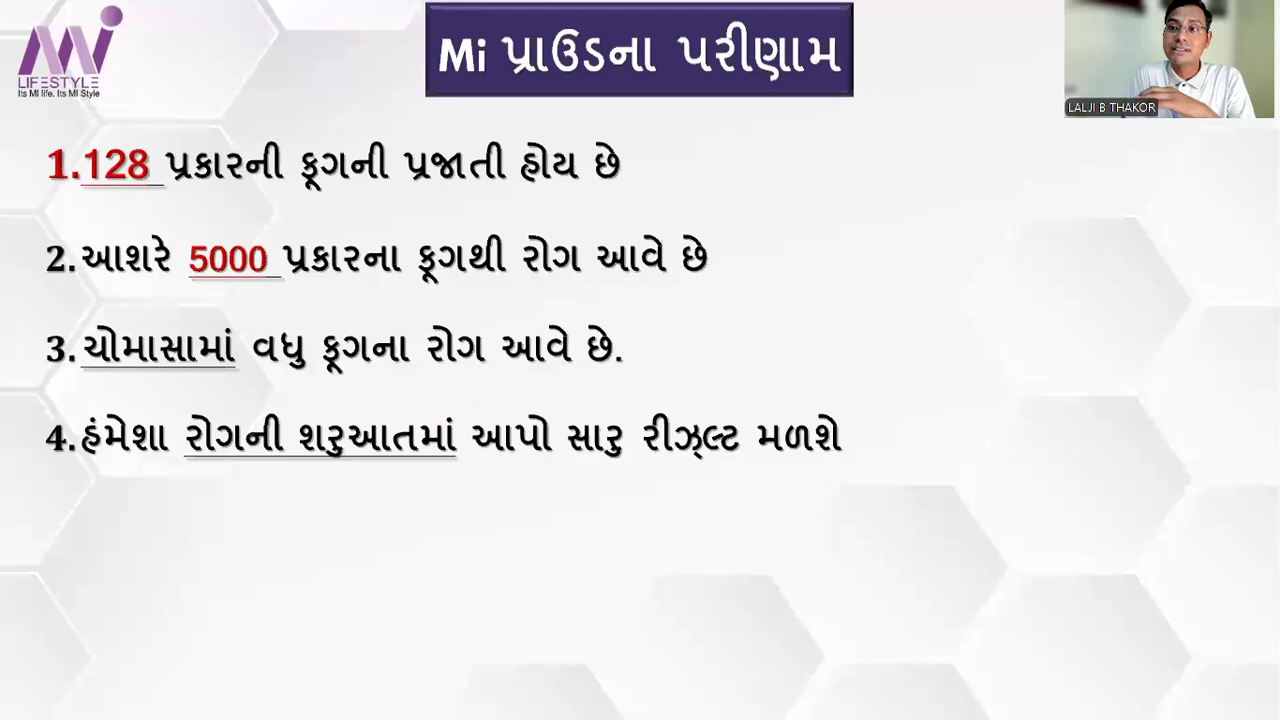 Mi
LIFESTYLE
Its MI life. Its MI Style
Mi પ્રાઉડના પરીણામ
LALJI B THAKOR
1.128 પ્રકારની ફૂગની પ્રજાતી હોય છે
2.આશરે 5000 પ્રકારના ફૂગથી રોગ આવે છે
3.ચોમાસામાં વધુ ફૂગના રોગ આવે છે.
4.હંમેશા રોગની શરુઆતમાં આપો સારુ રીઝ્લ્ટ મળશે